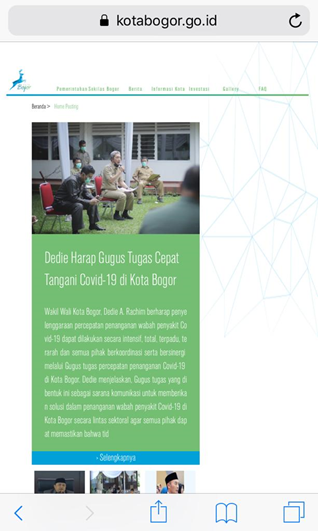 kotabogor.go.id
Bogor
Pemerintahan Sekilas Bogor Berita Informasi Kota Investasi Gallery FAQ
Beranda >
Dedie Harap Gugus Tugas Cepat
Tangani Covid-19 di Kota Bogor
Wakil Wali Kota Bogor, Dedie A. Rachim berharap penye
lenggaraan percepatan penanganan wabah penyakit Co
vid-19 dapat dilakukan secara intensif, total, terpadu, te
rarah dan semua pihak berkoordinasi serta bersinergi
melalui Gugus tugas percepatan penanganan Covid-19
di Kota Bogor. Dedie menjelaskan, Gugus tugas yang di
bentuk ini sebagai sarana komunikasi untuk memberika
n solusi dalam penanganan wabah penyakit Covid-19 di
Kota Bogor secara lintas sektoral agar semua pihak dap
at memastikan bahwa tid
› Selengkapnya